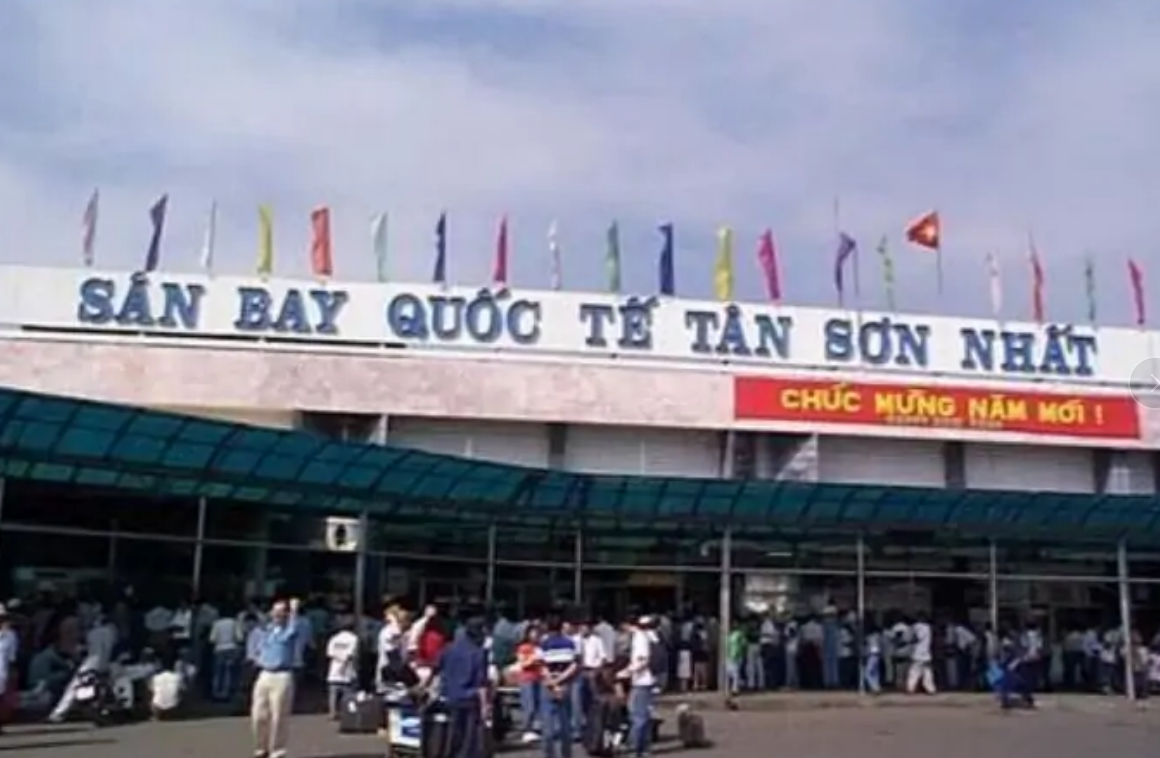 SÂN BAY QUỐC TẾ TÂN SƠN NHẤT
CHÚC MỪNG NĂM MỚI !